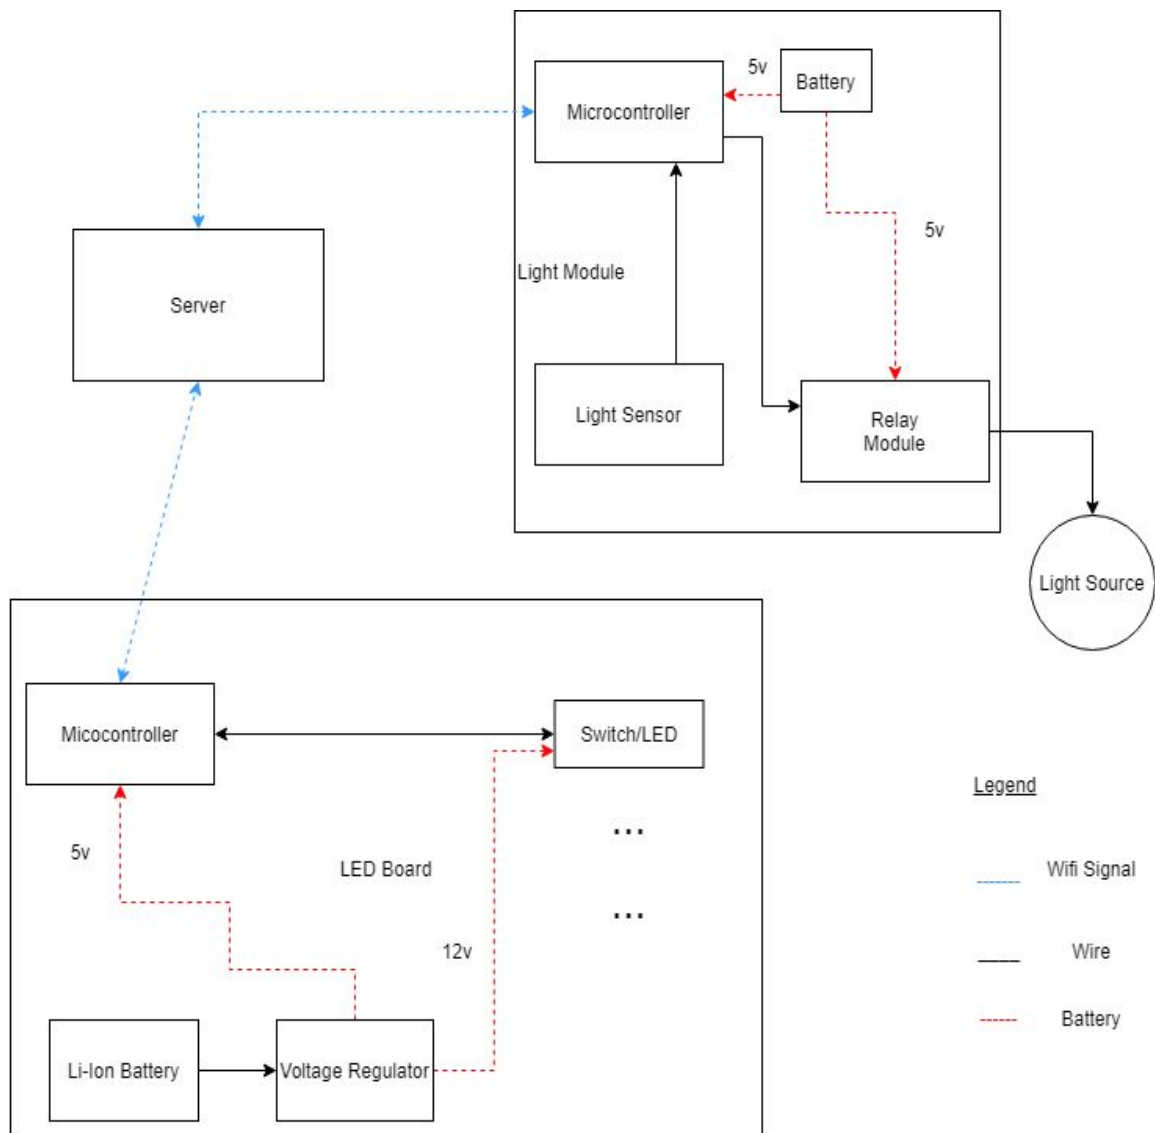 5v
Battery
Microcontroller
5v
Light Module
Server
Light Sensor
Relay
Module
Light Source
Micocontroller
Switch/LED
...
...
5v
LED Board
12v
Li-Ion Battery
Voltage Regulator
Legend
Wifi Signal
Wire
Battery